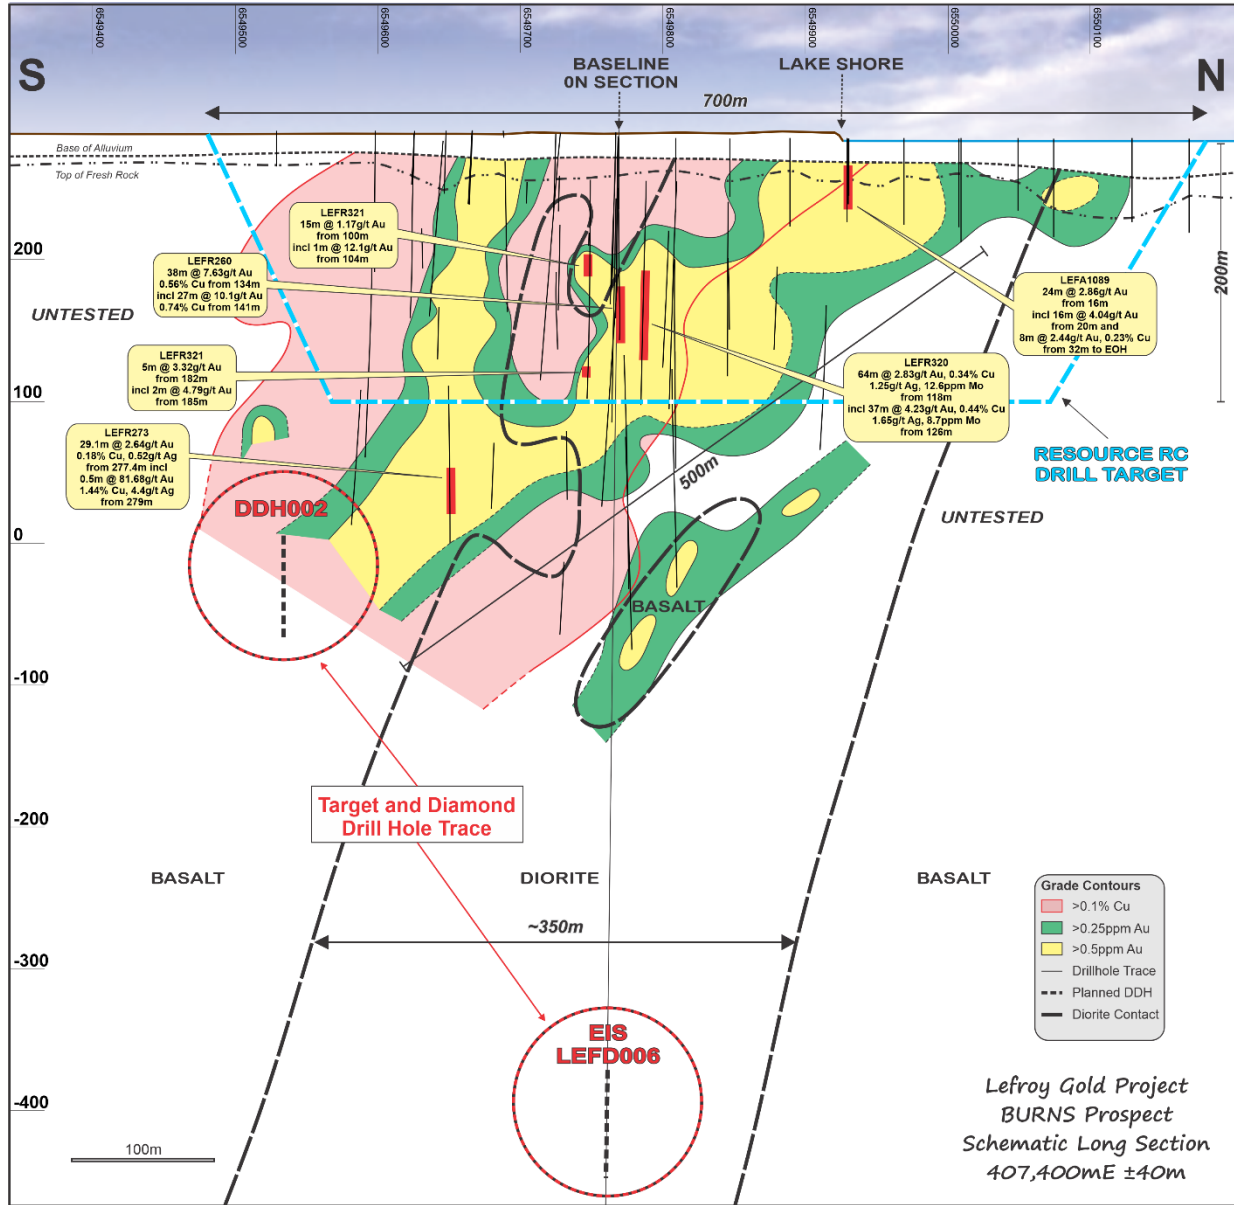 6549400
6549500
6549600
6549700
6549800
6549900
6550000
6550100
S
BASELINE
0N SECTION
LAKE SHORE
N
700m
Base of Alluvium
Top of Fresh Rock
200
100
0
-100
-200
-300
-400
200m
UNTESTED
LEFR321
15m @ 1.17g/t Au
from 100m
incl 1m @ 12.1g/t Au
from 104m
LEFR260
38m @ 7.63g/t Au
0.56% Cu from 134m
incl 27m @ 10.1g/t Au
0.74% Cu from 141m
LEFR321
5m @ 3.32g/t Au
from 182m
incl 2m @ 4.79g/t Au
from 185m
LEFR273
29.1m @ 2.64g/t Au
0.18% Cu, 0.52g/t Ag
from 277.4m incl
0.5m @ 81.68g/t Au
1.44% Cu, 4.4g/t Ag
from 279m
LEFA1089
24m @ 2.86g/t Au
from 16m
incl 16m @ 4.04g/t Au
from 20m and
8m @ 2.44g/t Au, 0.23% Cu
from 32m to EOH
LEFR320
64m @ 2.83g/t Au, 0.34% Cu
1.25g/t Ag, 12.6ppm Mo
from 118m
incl 37m @ 4.23g/t Au, 0.44% Cu
1.65g/t Ag, 8.7ppm Mo
from 126m
RESOURCE RC
DRILL TARGET
500m
UNTESTED
DDH002
BASALT
Target and Diamond
Drill Hole Trace
BASALT
DIORITE
BASALT
~350m
EIS
LEFD006
Grade Contours
>0.1% Cu
>0.25ppm Au
>0.5ppm Au
Drillhole Trace
Planned DDH
Diorite Contact
100m
Lefroy Gold Project
BURNS Prospect
Schematic Long Section
407,400mE ±40m